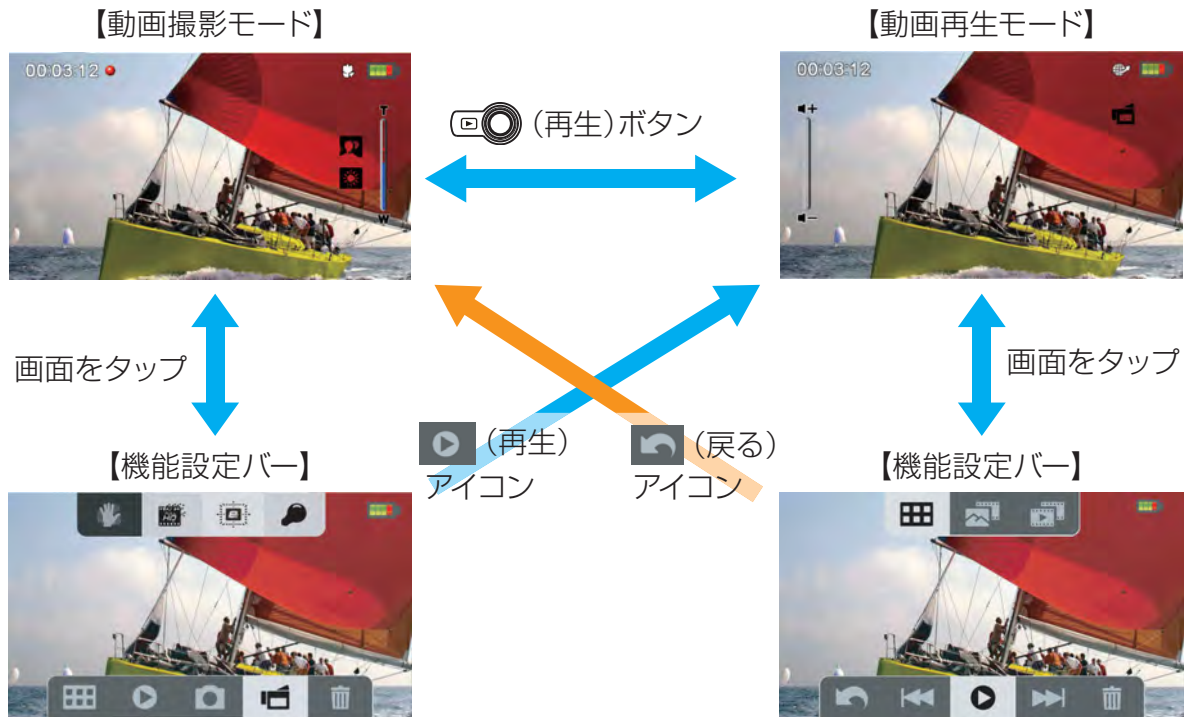 【動画撮影モード】
【動画再生モード】
00:03:12
T
W
00:03:12
+
-
(再生)ボタン
画面をタップ
画面をタップ
(再生)
アイコン
(戻る)
アイコン
【機能設定バー】
【機能設定バー】